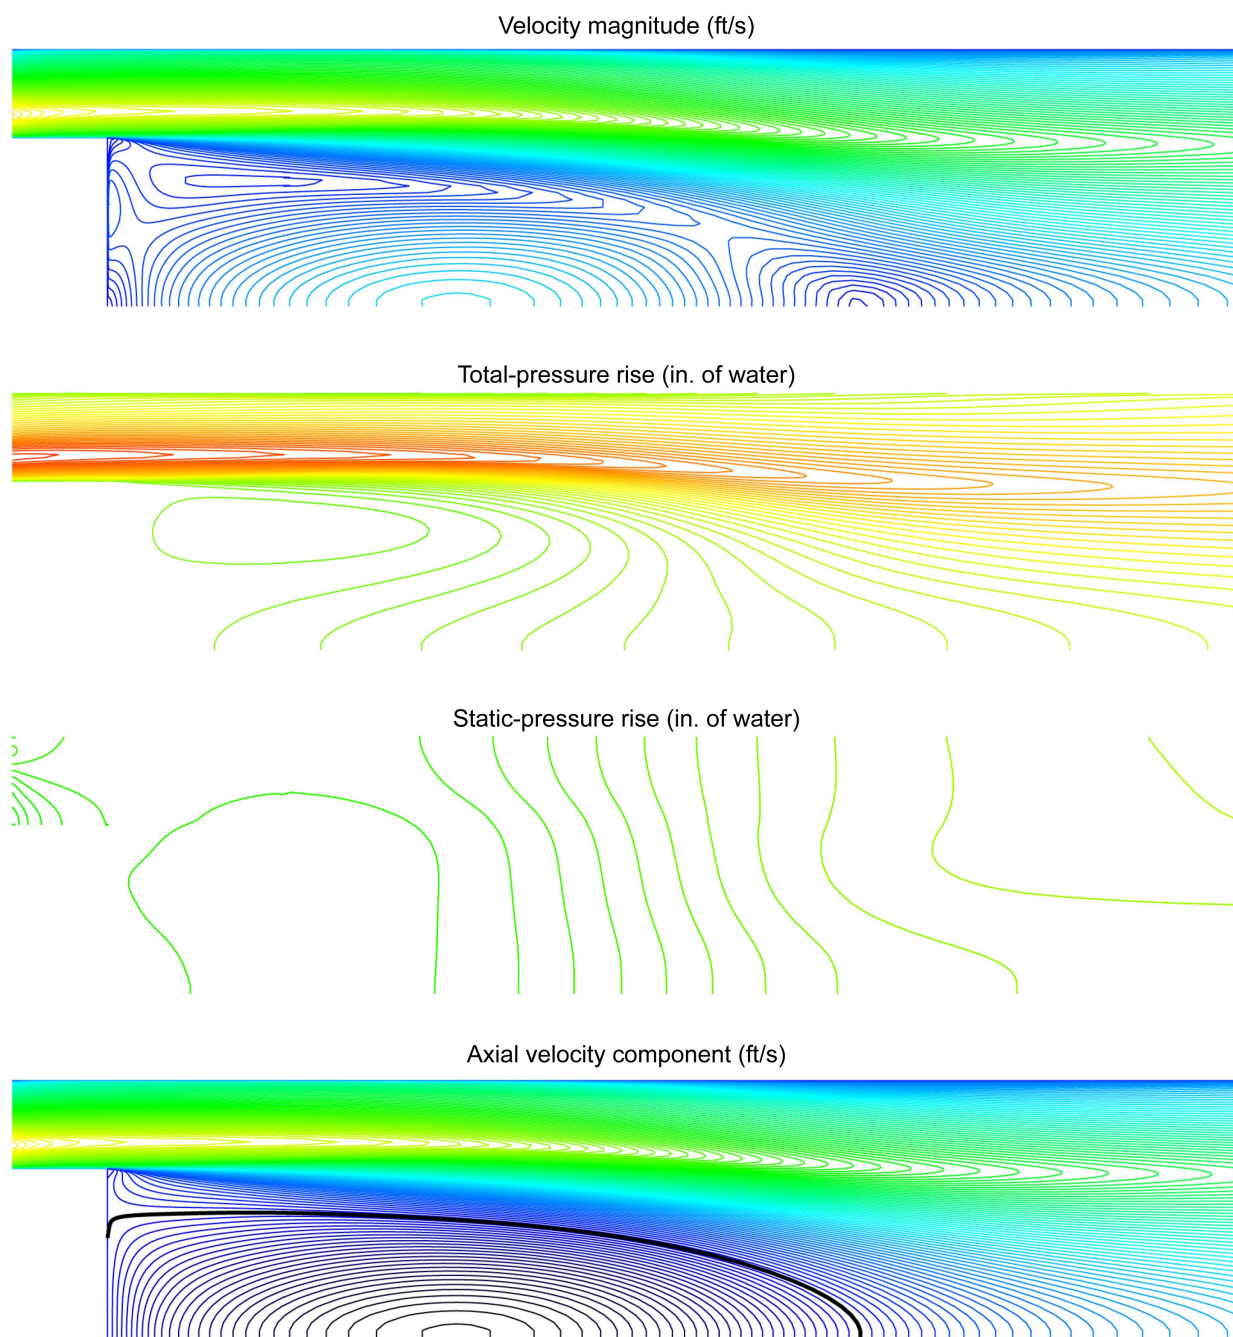 Velocity magnitude (ft/s)
Total-pressure rise (in. of water)
Static-pressure rise (in. of water)
Axial velocity component (ft/s)